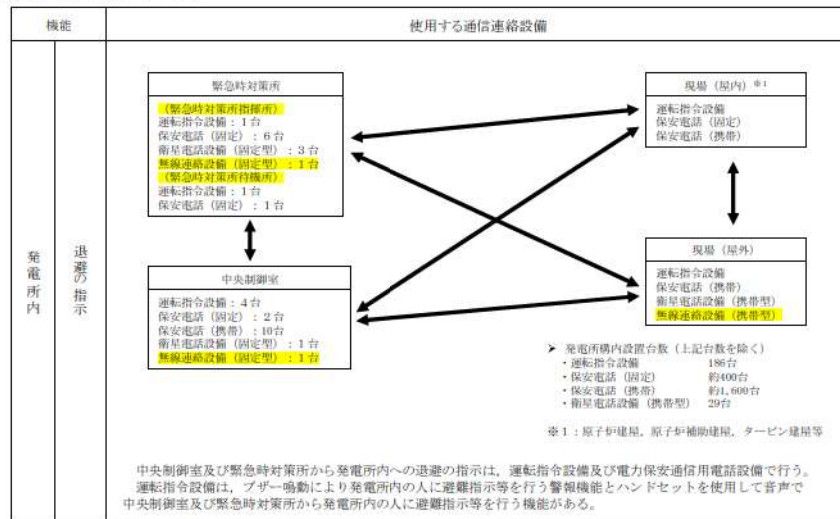 機能
使用する通信連絡設備
発電所内
退避の指示
緊急時対策所
(緊急時対策所指揮所)
運転指令設備:1台
保安電話(固定):6台
衛星電話設備(固定型):3台
無線連絡設備(固定型):1台
(緊急時対策所待機所)
運転指令設備:1台
保安電話(固定):1台
中央制御室
運転指令設備:4台
保安電話(固定):2台
保安電話(携帯):10台
衛星電話設備(固定型):1台
無線連絡設備(固定型):1台
現場(屋内)※1
運転指令設備
保安電話(固定)
保安電話(携帯)
現場(屋外)
運転指令設備
保安電話(携帯)
衛星電話設備(携帯型)
無線連絡設備(携帯型)
➤ 発電所構内設置台数(上記台数を除く)
・運転指令設備 186台
・保安電話(固定) 約400台
・保安電話(携帯) 約1,600台
・衛星電話設備(携帯型) 29台
※1:原子炉建屋,原子炉補助建屋,タービン建屋等
中央制御室及び緊急時対策所から発電所内への退避の指示は,運転指令設備及び電力保安通信用電話設備で行う。
運転指令設備は,ブザー鳴動により発電所内の人に避難指示等を行う警報機能とハンドセットを使用して音声で
中央制御室及び緊急時対策所から発電所内の人に避難指示等を行う機能がある。